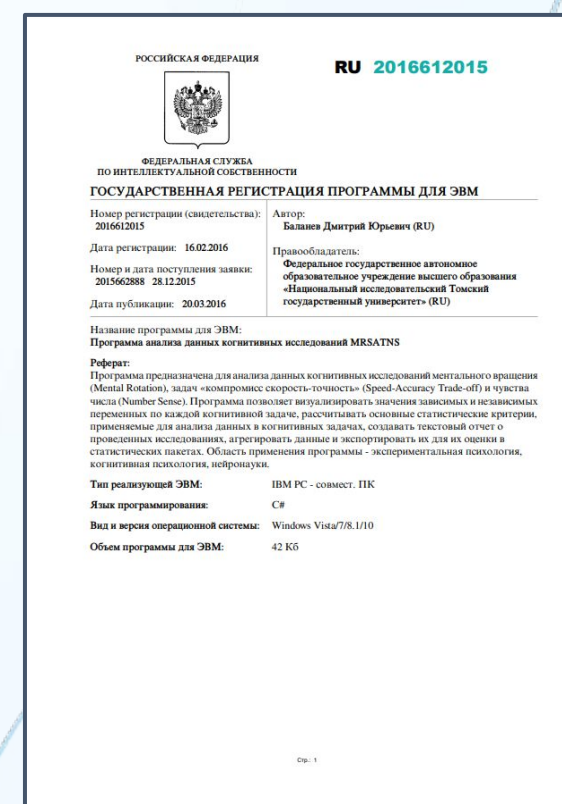 РОССИЙСКАЯ ФЕДЕРАЦИЯ
RU 2016612015
ФЕДЕРАЛЬНАЯ СЛУЖБА
ПО ИНТЕЛЛЕКТУАЛЬНОЙ СОБСТВЕННОСТИ
ГОСУДАРСТВЕННАЯ РЕГИСТРАЦИЯ ПРОГРАММЫ ДЛЯ ЭВМ
Номер регистрации (свидетельства):
2016612015
Дата регистрации: 16.02.2016
Номер и дата поступления заявки:
2015662888 28.12.2015
Дата публикации: 20.03.2016
Автор:
Баланев Дмитрий Юрьевич (RU)
Правообладатель:
Федеральное государственное автономное
образовательное учреждение высшего образования
«Национальный исследовательский Томский
государственный университет» (RU)
Название программы для ЭВМ:
Программа анализа данных когнитивных исследований MRSATNS
Реферат:
Программа предназначена для анализа данных когнитивных исследований ментального вращения
(Mental Rotation), задач «компромисс скорость-точность» (Speed-Accuracy Trade-off) и чувства
числа (Number Sense). Программа позволяет визуализировать значения зависимых и независимых
переменных по каждой когнитивной задаче, рассчитывать основные статистические критерии,
применяемые для анализа данных в когнитивных задачах, создавать текстовый отчет о
проведенных исследованиях, агрегировать данные и экспортировать их для их оценки в
статистических пакетах. Область применения программы - экспериментальная психология,
когнитивная психология, нейронауки.
Тип реализующей ЭВМ: IBM PC - совмест. ПК
Язык программирования: C#
Вид и версия операционной системы: Windows Vista/7/8.1/10
Объем программы для ЭВМ: 42 Кб
Стр.: 1